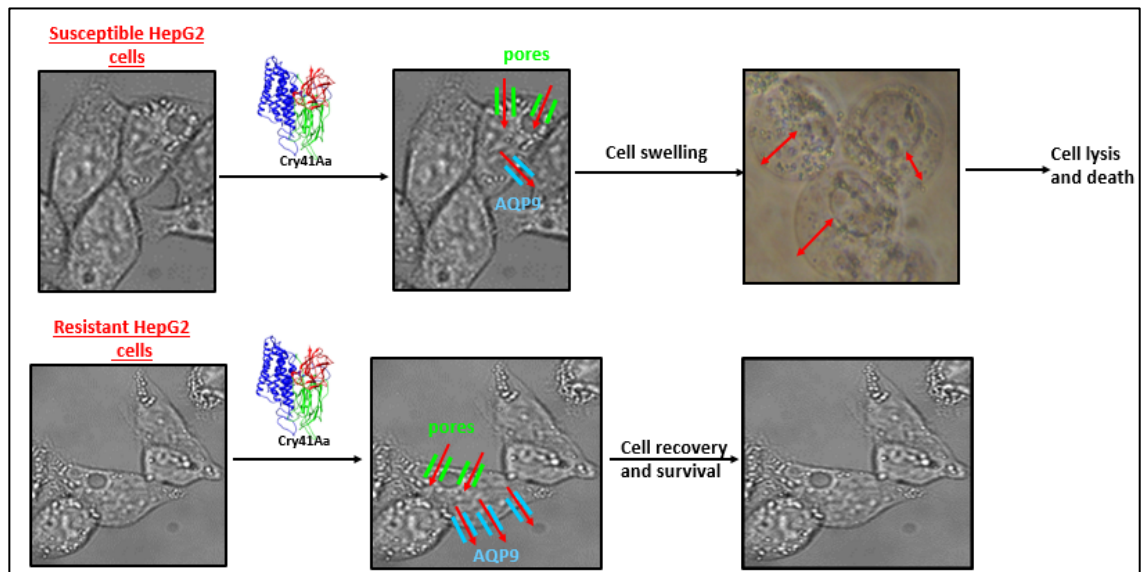 Susceptible HepG2
cells
Cry41Aa
pores
AQP9
Cell swelling
Cell lysis
and death
Resistant HepG2
cells
Cry41Aa
pores
AQP9
Cell recovery
and survival